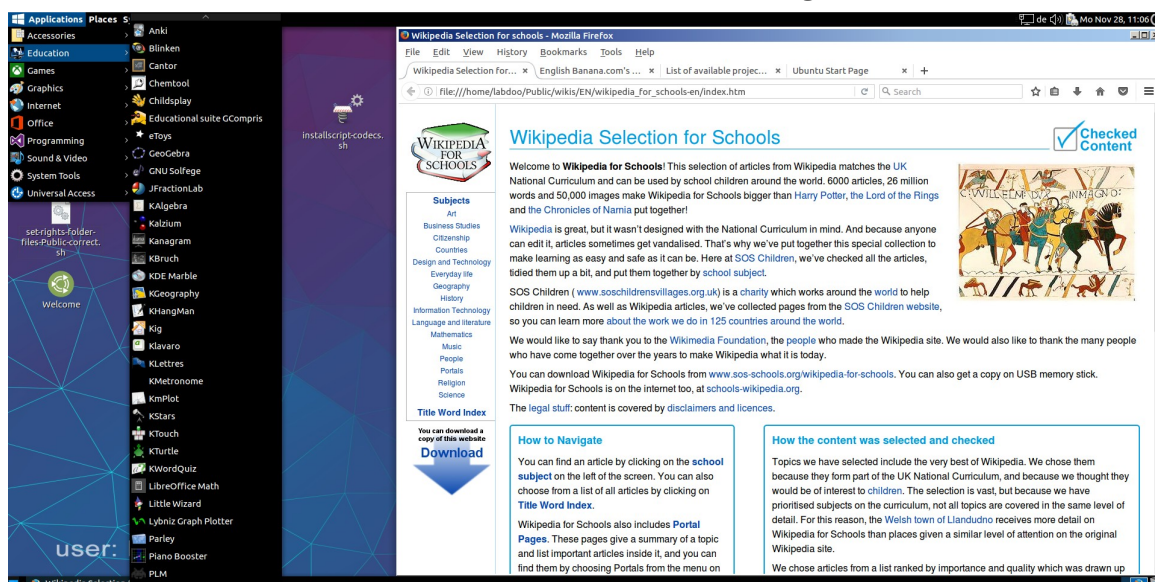 Applications Places S
de Mo Nov 28, 11:06
Accessories
Education
Games
Graphics
Internet
Office
Programming
Sound & Video
System Tools
Universal Access
Anki
Blinken
Cantor
Chemtool
Childsplay
Educational suite GCompris
eToys
GeoGebra
GNU Solfege
JFractionLab
KAlgebra
Kalzium
Kanagram
KBruch
KDE Marble
KGeography
KHangMan
Kig
Klavaro
KLettres
KMetronome
KmPlot
KStars
KTouch
KTurtle
KWordQuiz
LibreOffice Math
Little Wizard
Lybniz Graph Plotter
Parley
Piano Booster
PLM
set-rights-folder-
files-Public-correct.
sh
Welcome
user:
installscript-codecs.
sh
Wikipedia Selection for schools - Mozilla Firefox
File Edit View History Bookmarks Tools Help
Wikipedia Selection for... × English Banana.com's ... × List of available projec... × Ubuntu Start Page × +
file:///home/labdoo/Public/wikis/EN/wikipedia_for_schools-en/index.htm
Search
WIKIPEDIA
FOR
SCHOOLS
Subjects
Art
Business Studies
Citizenship
Countries
Design and Technology
Everyday life
Geography
History
Information Technology
Language and literature
Mathematics
Music
People
Portals
Religion
Science
Title Word Index
You can download a
copy of this website
Download
Wikipedia Selection for Schools
Checked
Content
Welcome to Wikipedia for Schools! This selection of articles from Wikipedia matches the UK
National Curriculum and can be used by school children around the world. 6000 articles, 26 million
words and 50,000 images make Wikipedia for Schools bigger than Harry Potter, the Lord of the Rings
and the Chronicles of Narnia put together!
Wikipedia is great, but it wasn't designed with the National Curriculum in mind. And because anyone
can edit it, articles sometimes get vandalised. That's why we've put together this special collection to
make learning as easy and safe as it can be. Here at SOS Children, we've checked all the articles,
tidied them up a bit, and put them together by school subject.
SOS Children ( www.soschildrensvillages.org.uk) is a charity which works around the world to help
children in need. As well as Wikipedia articles, we've collected pages from the SOS Children website,
so you can learn more about the work we do in 125 countries around the world.
We would like to say thank you to the Wikimedia Foundation, the people who made the Wikipedia site. We would also like to thank the many people
who have come together over the years to make Wikipedia what it is today.
You can download Wikipedia for Schools from www.sos-schools.org/wikipedia-for-schools. You can also get a copy on USB memory stick.
Wikipedia for Schools is on the internet too, at schools-wikipedia.org.
The legal stuff: content is covered by disclaimers and licences.
How to Navigate
You can find an article by clicking on the school
subject on the left of the screen. You can also
choose from a list of all articles by clicking on
Title Word Index.
Wikipedia for Schools also includes Portal
Pages. These pages give a summary of a topic
and list important articles inside it, and you can
find them by choosing Portals from the menu on
How the content was selected and checked
Topics we have selected include the very best of Wikipedia. We chose them
because they form part of the UK National Curriculum, and because we thought they
would be of interest to children. The selection is vast, but because we have
prioritised subjects on the curriculum, not all topics are covered in the same level of
detail. For this reason, the Welsh town of Llandudno receives more detail on
Wikipedia for Schools than places given a similar level of attention on the original
Wikipedia site.
We chose articles from a list ranked by importance and quality which was drawn up